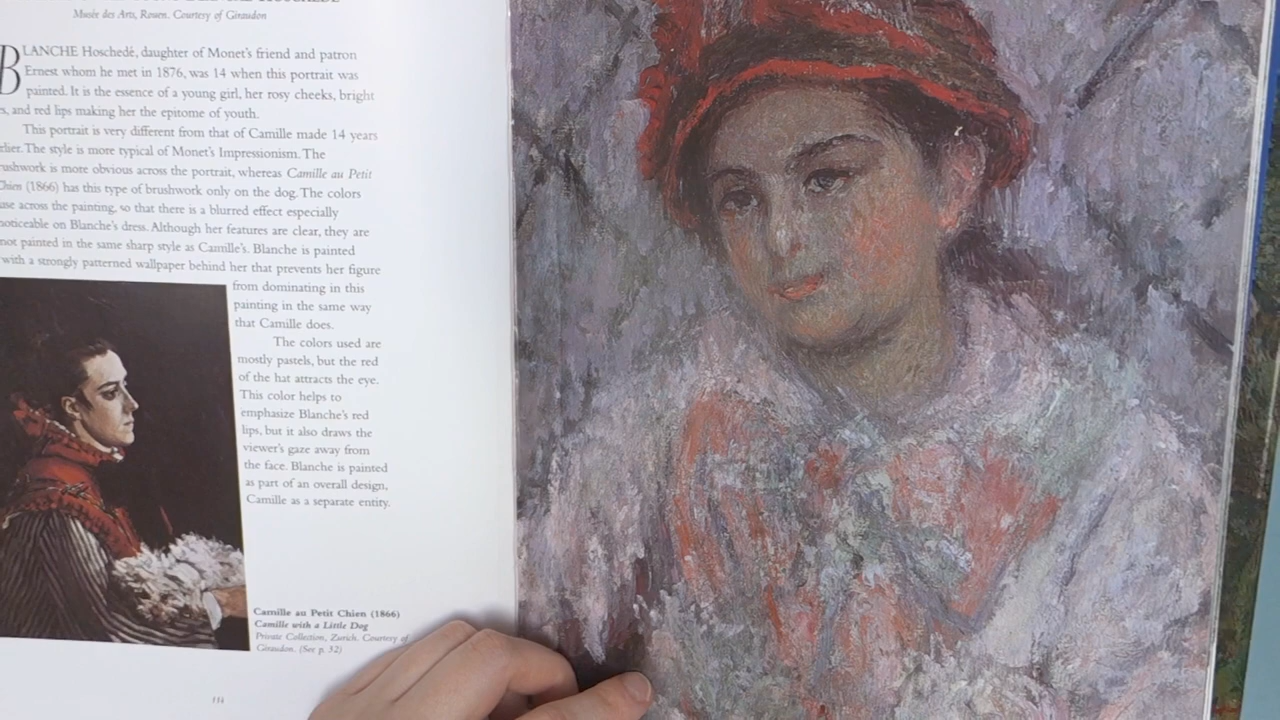 Musée des Arts, Rouen. Courtesy of Giraudon
BLANCHE Hoschedé, daughter of Monet's friend and patron
Ernest whom he met in 1876, was 14 when this portrait was
painted. It is the essence of a young girl, her rosy cheeks, bright
s, and red lips making her the epitome of youth.
This portrait is very different from that of Camille made 14 years
rlier. The style is more typical of Monet's Impressionism. The
rushwork is more obvious across the portrait, whereas Camille au Petit
Chien (1866) has this type of brushwork only on the dog. The colors
use across the painting, so that there is a blurred effect especially
noticeable on Blanche's dress. Although her features are clear, they are
not painted in the same sharp style as Camille's. Blanche is painted
with a strongly patterned wallpaper behind her that prevents her figure
from dominating in this
painting in the same way
that Camille does.
The colors used are
mostly pastels, but the red
of the hat attracts the eye.
This color helps to
emphasize Blanche's red
lips, but it also draws the
viewer's gaze away from
the face. Blanche is painted
as part of an overall design,
Camille as a separate entity.
Camille au Petit Chien (1866)
Camille with a Little Dog
Private Collection, Zurich. Courtesy of
Giraudon. (See p. 52)